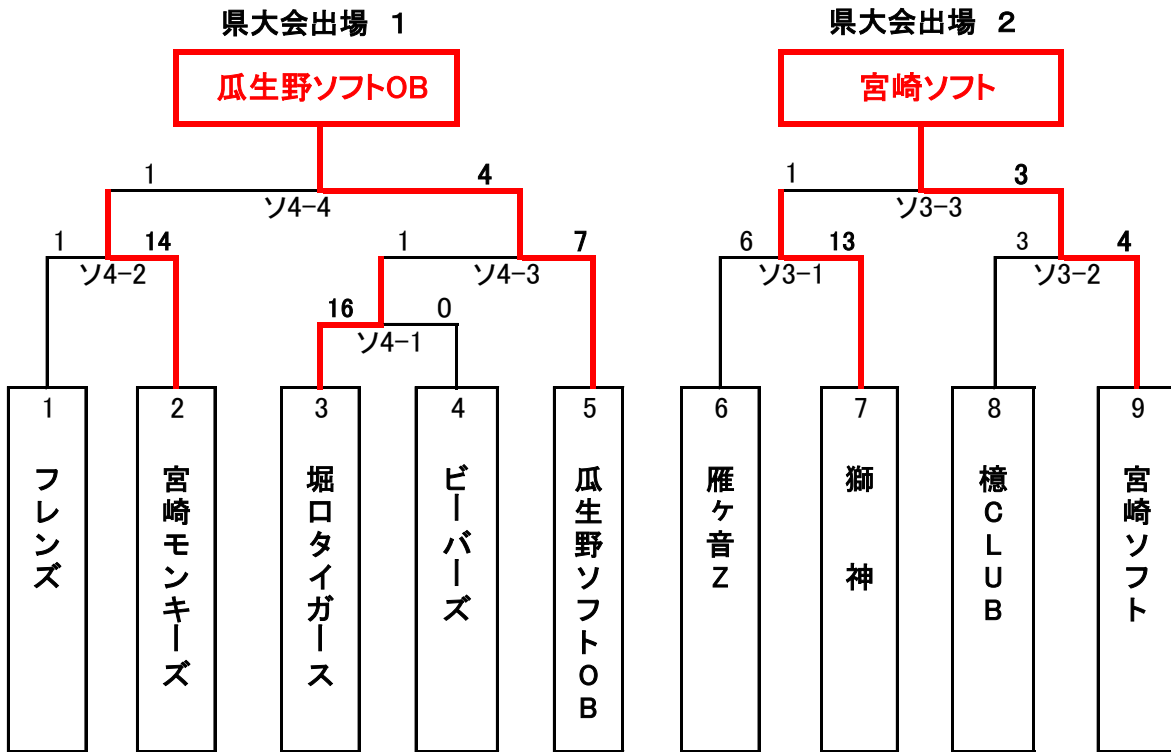 県大会出場 1
県大会出場 2
瓜生野ソフトOB
宮崎ソフト
1
4
1
3
ソ4-4
ソ3-3
1
14
1
7
6
13
3
4
ソ4-2
ソ4-3
ソ3-1
ソ3-2
16
0
ソ4-1
1
2
3
4
5
6
7
8
9
フレンズ
宮崎モンキーズ
堀口タイガース
ビーバーズ
瓜生野ソフトOB
雁ヶ音Z
獅 神
檍CLUB
宮崎ソフト